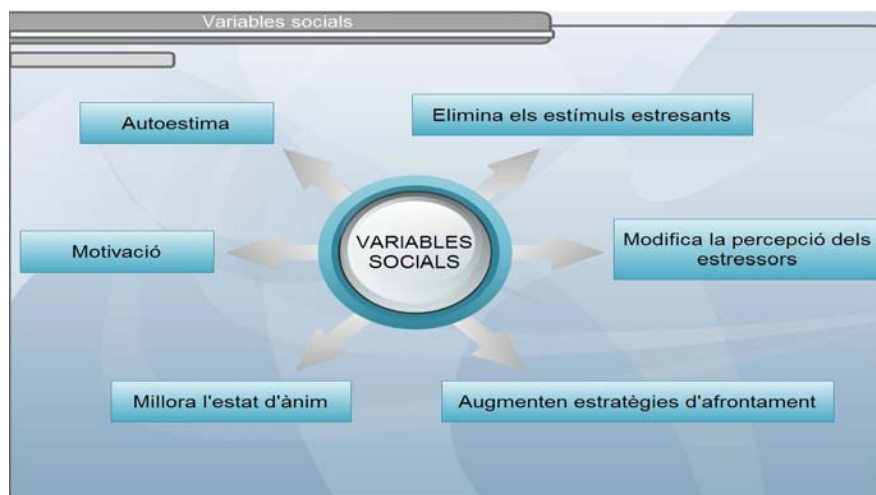 Variables socials
Autoestima
Elimina els estímuls estresants
Motivació
VARIABLES
SOCIALS
Modifica la percepció dels
estressors
Millora l'estat d'ànim
Augmenten estratègies d'afrontament